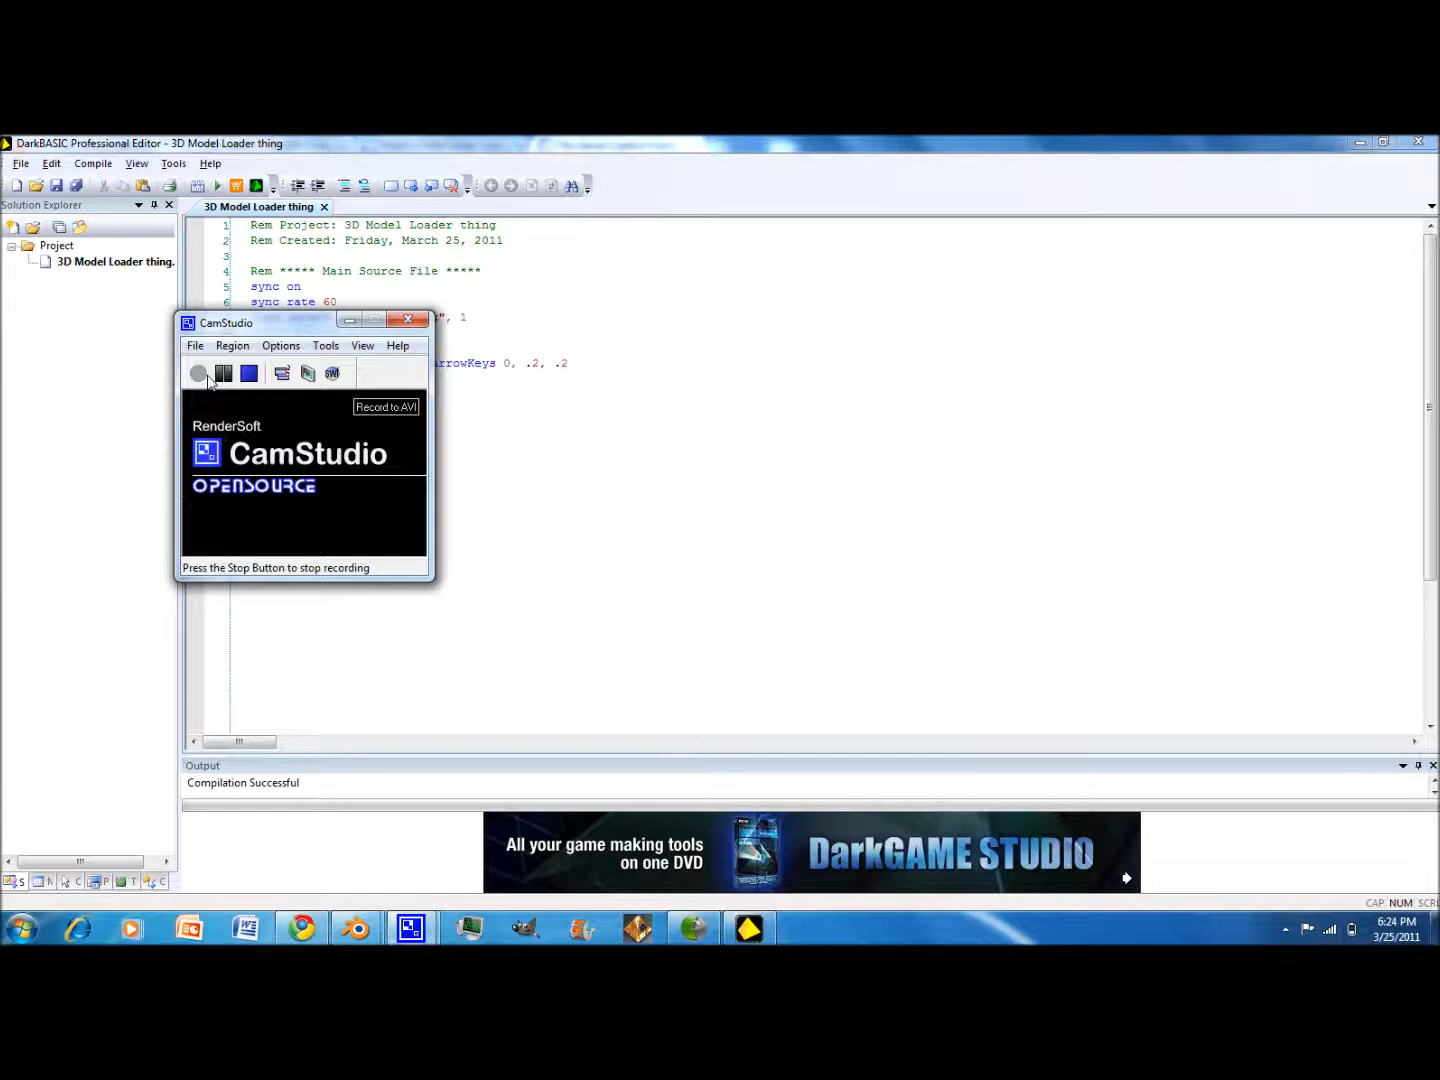 DarkBASIC Professional Editor - 3D Model Loader thing
File Edit Compile View Tools Help
Solution Explorer
3D Model Loader thing
Project
3D Model Loader thing.
1 Rem Project: 3D Model Loader thing
2 Rem Created: Friday, March 25, 2011
3
4 Rem ***** Main Source File *****
5 sync on
6 sync rate 60
", 1
rrowKeys 0, .2, .2
CamStudio
File Region Options Tools View Help
Record to AVI
RenderSoft
CamStudio
OPENSOURCE
Press the Stop Button to stop recording
Output
Compilation Successful
All your game making tools
on one DVD
DarkGAME STUDIO
S N C P T C
CAP NUM SCRL
6:24 PM
3/25/2011